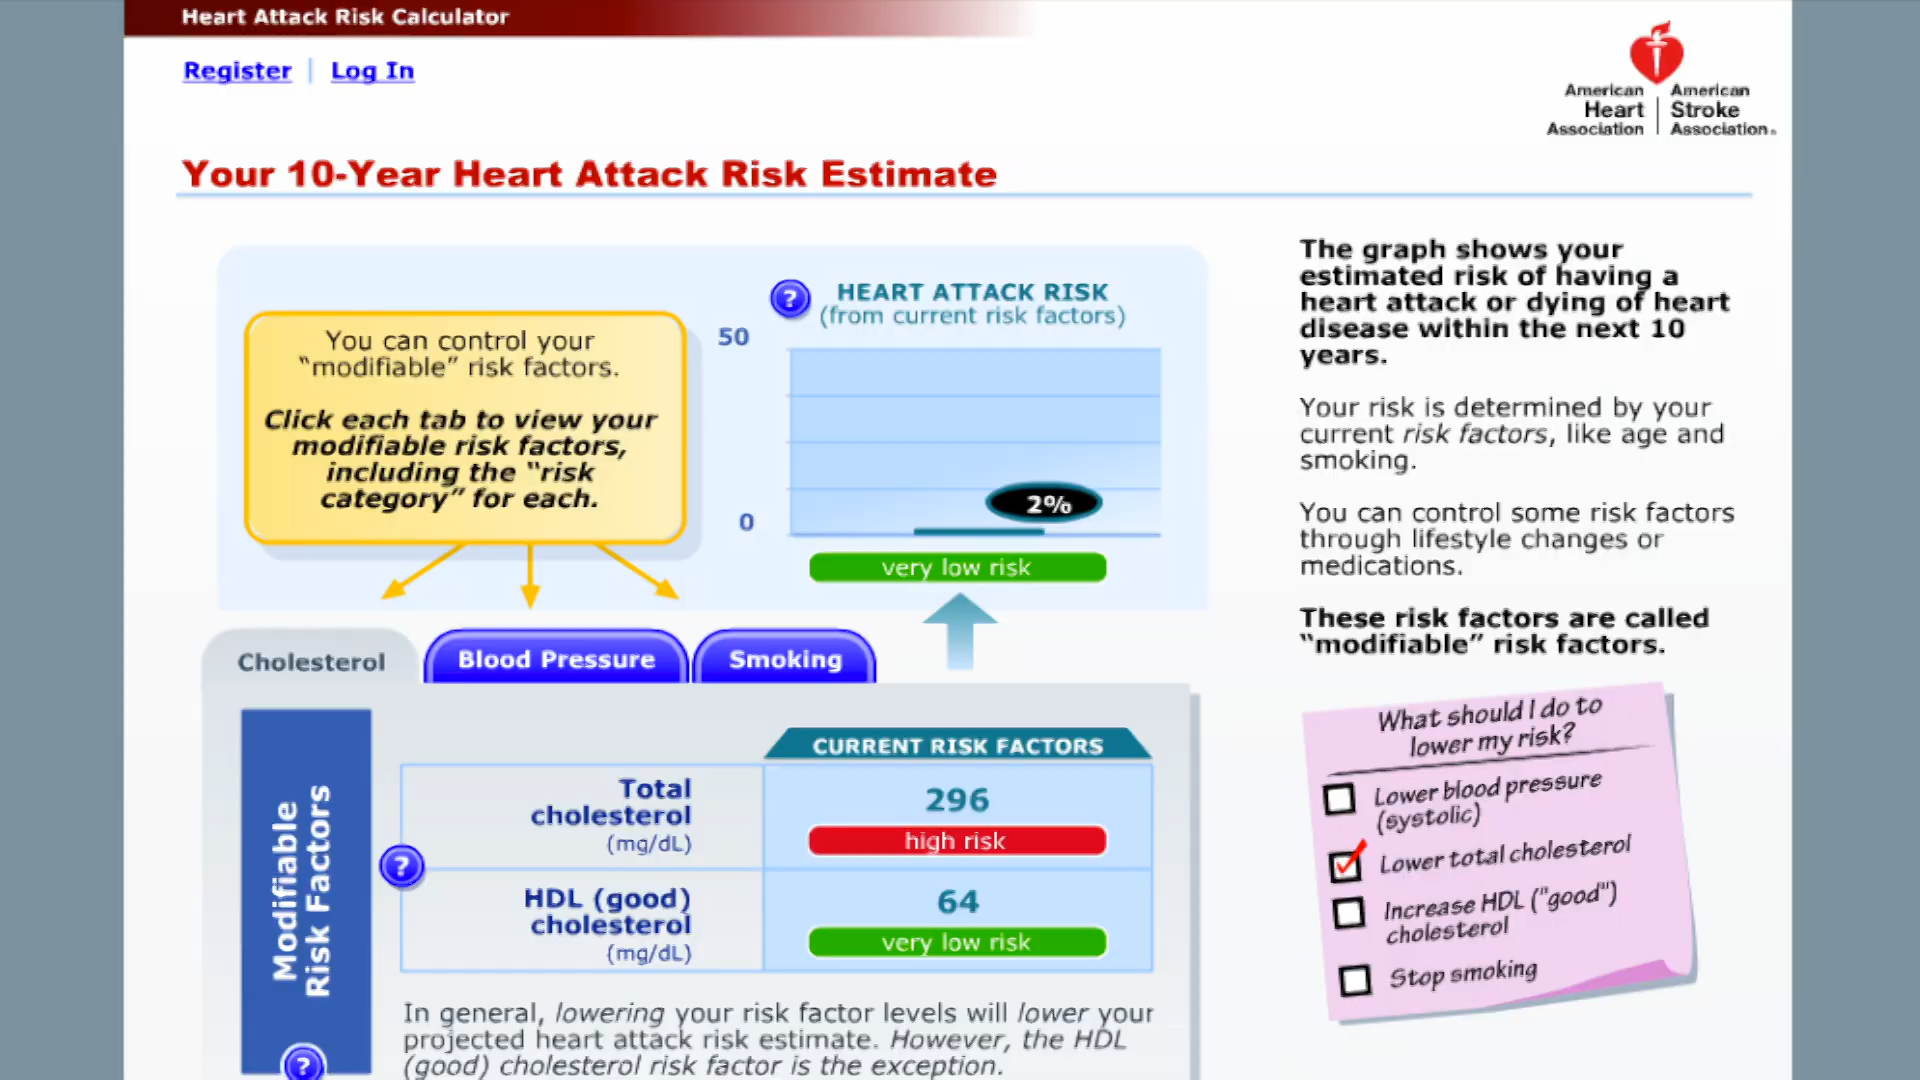 Heart Attack Risk Calculator
Register | Log In
American Heart Association
American Stroke Association®
Your 10-Year Heart Attack Risk Estimate
You can control your
“modifiable” risk factors.
Click each tab to view your
modifiable risk factors,
including the “risk
category” for each.
HEART ATTACK RISK
(from current risk factors)
50
0
2%
very low risk
The graph shows your
estimated risk of having a
heart attack or dying of heart
disease within the next 10
years.
Your risk is determined by your
current risk factors, like age and
smoking.
You can control some risk factors
through lifestyle changes or
medications.
These risk factors are called
“modifiable” risk factors.
Cholesterol
Blood Pressure
Smoking
Modifiable
Risk Factors
CURRENT RISK FACTORS
Total
cholesterol
(mg/dL)
296
high risk
HDL (good)
cholesterol
(mg/dL)
64
very low risk
In general, lowering your risk factor levels will lower your
projected heart attack risk estimate. However, the HDL
(good) cholesterol risk factor is the exception.
What should I do to
lower my risk?
Lower blood pressure
(systolic)
Lower total cholesterol
Increase HDL ("good")
cholesterol
Stop smoking
?
?
?